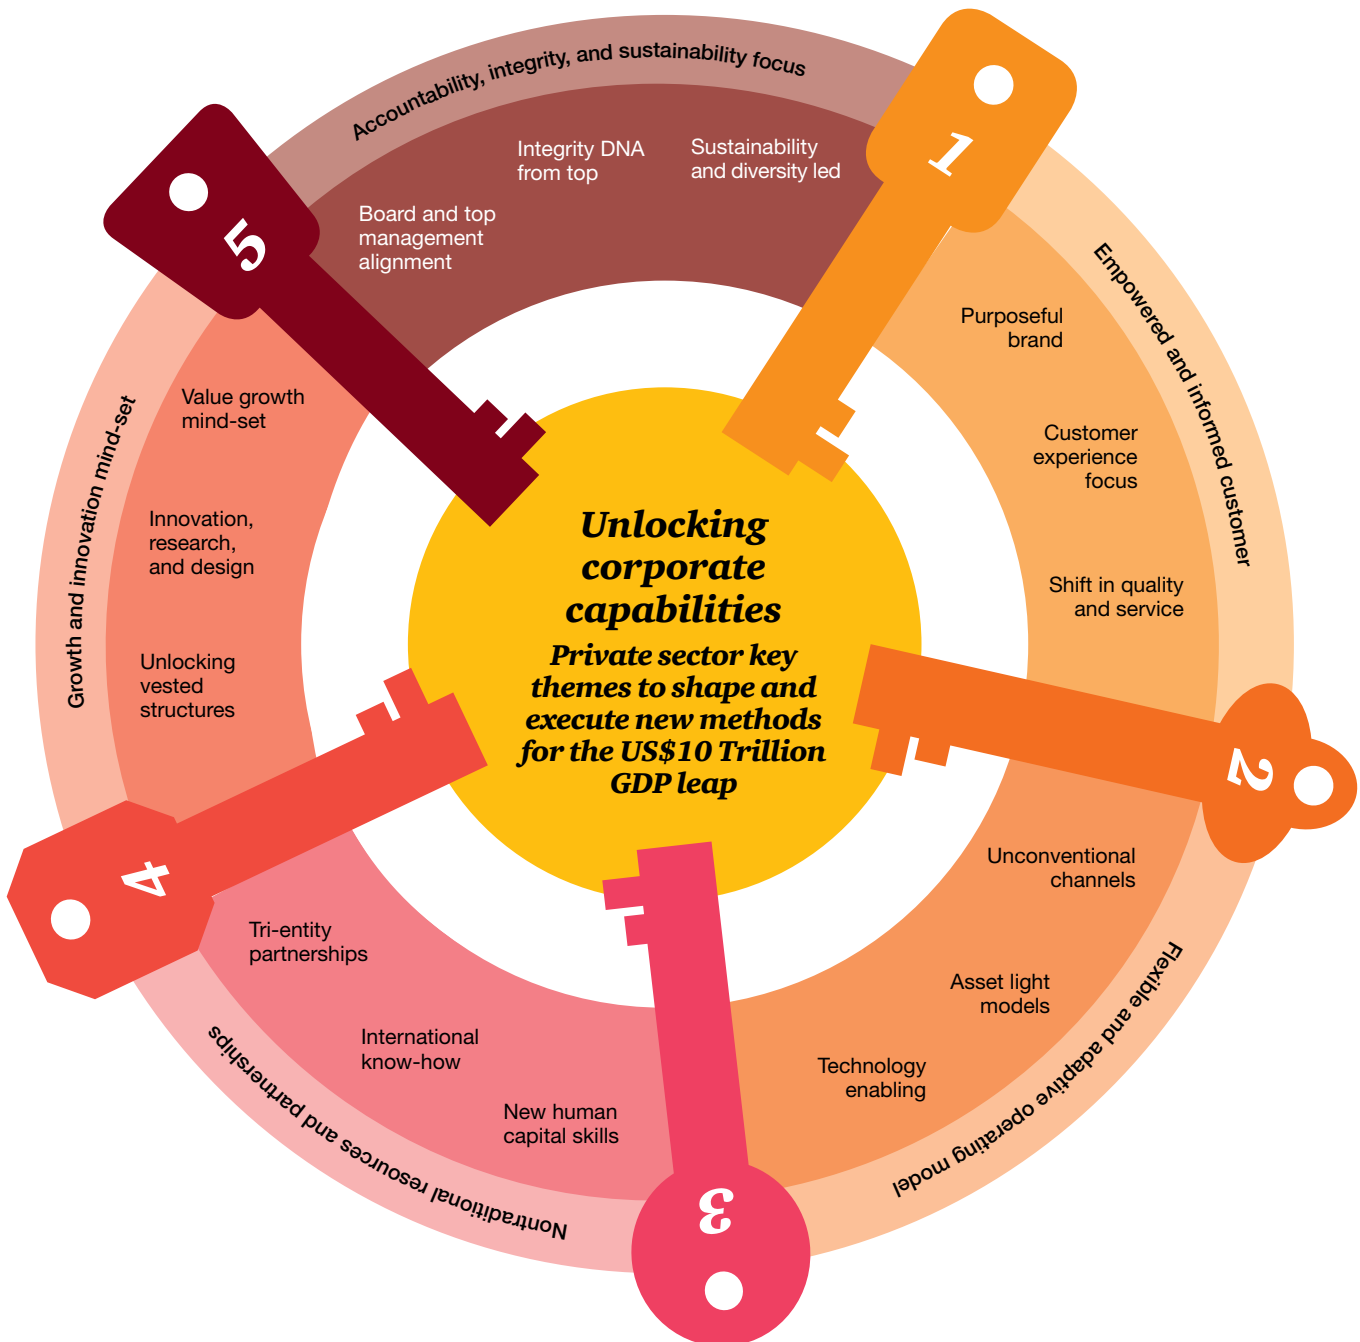 Unlocking
corporate
capabilities
Private sector key
themes to shape and
execute new methods
for the US$10 Trillion
GDP leap
1
Empowered and informed customer
Purposeful
brand
Customer
experience
focus
Shift in quality
and service
2
Flexible and adaptive operating model
Unconventional
channels
Asset light
models
Technology
enabling
3
Nontraditional resources and partnerships
New human
capital skills
International
know-how
Tri-entity
partnerships
4
Growth and innovation mind-set
Unlocking
vested
structures
Innovation,
research,
and design
Value growth
mind-set
5
Accountability, integrity, and sustainability focus
Board and top
management
alignment
Integrity DNA
from top
Sustainability
and diversity led